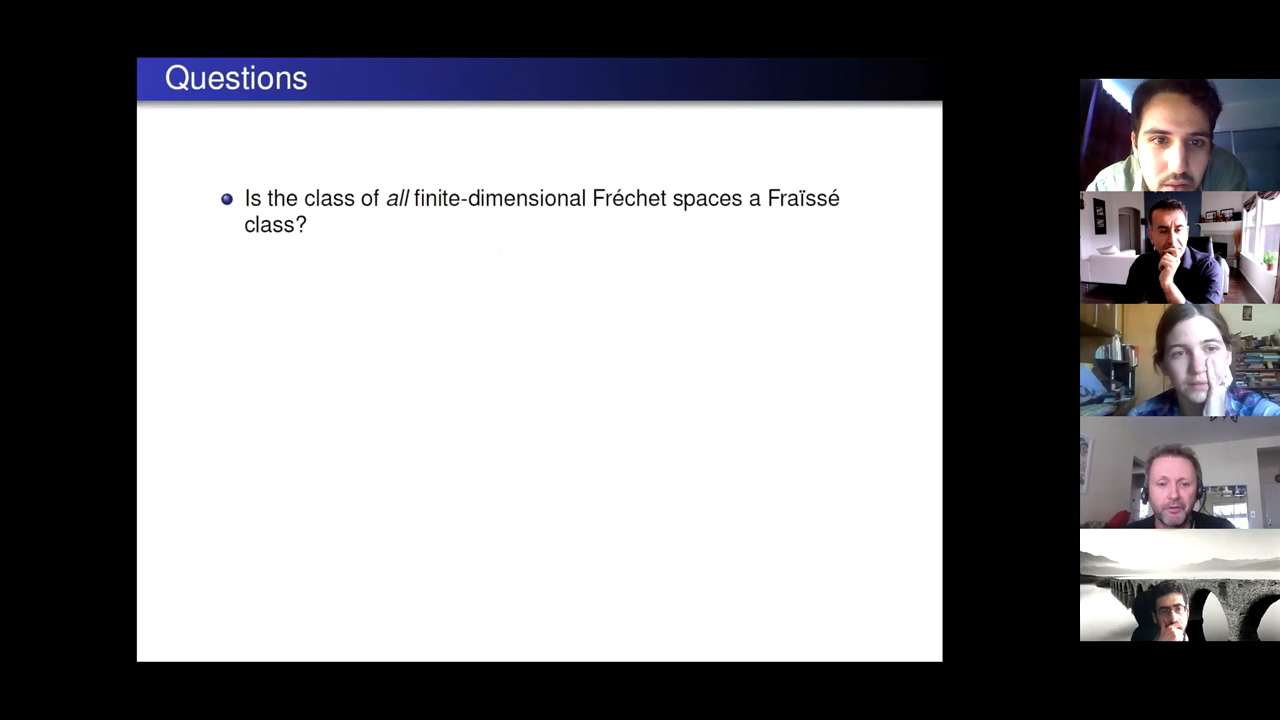 Questions
Is the class of all finite-dimensional Fréchet spaces a Fraïssé
class?